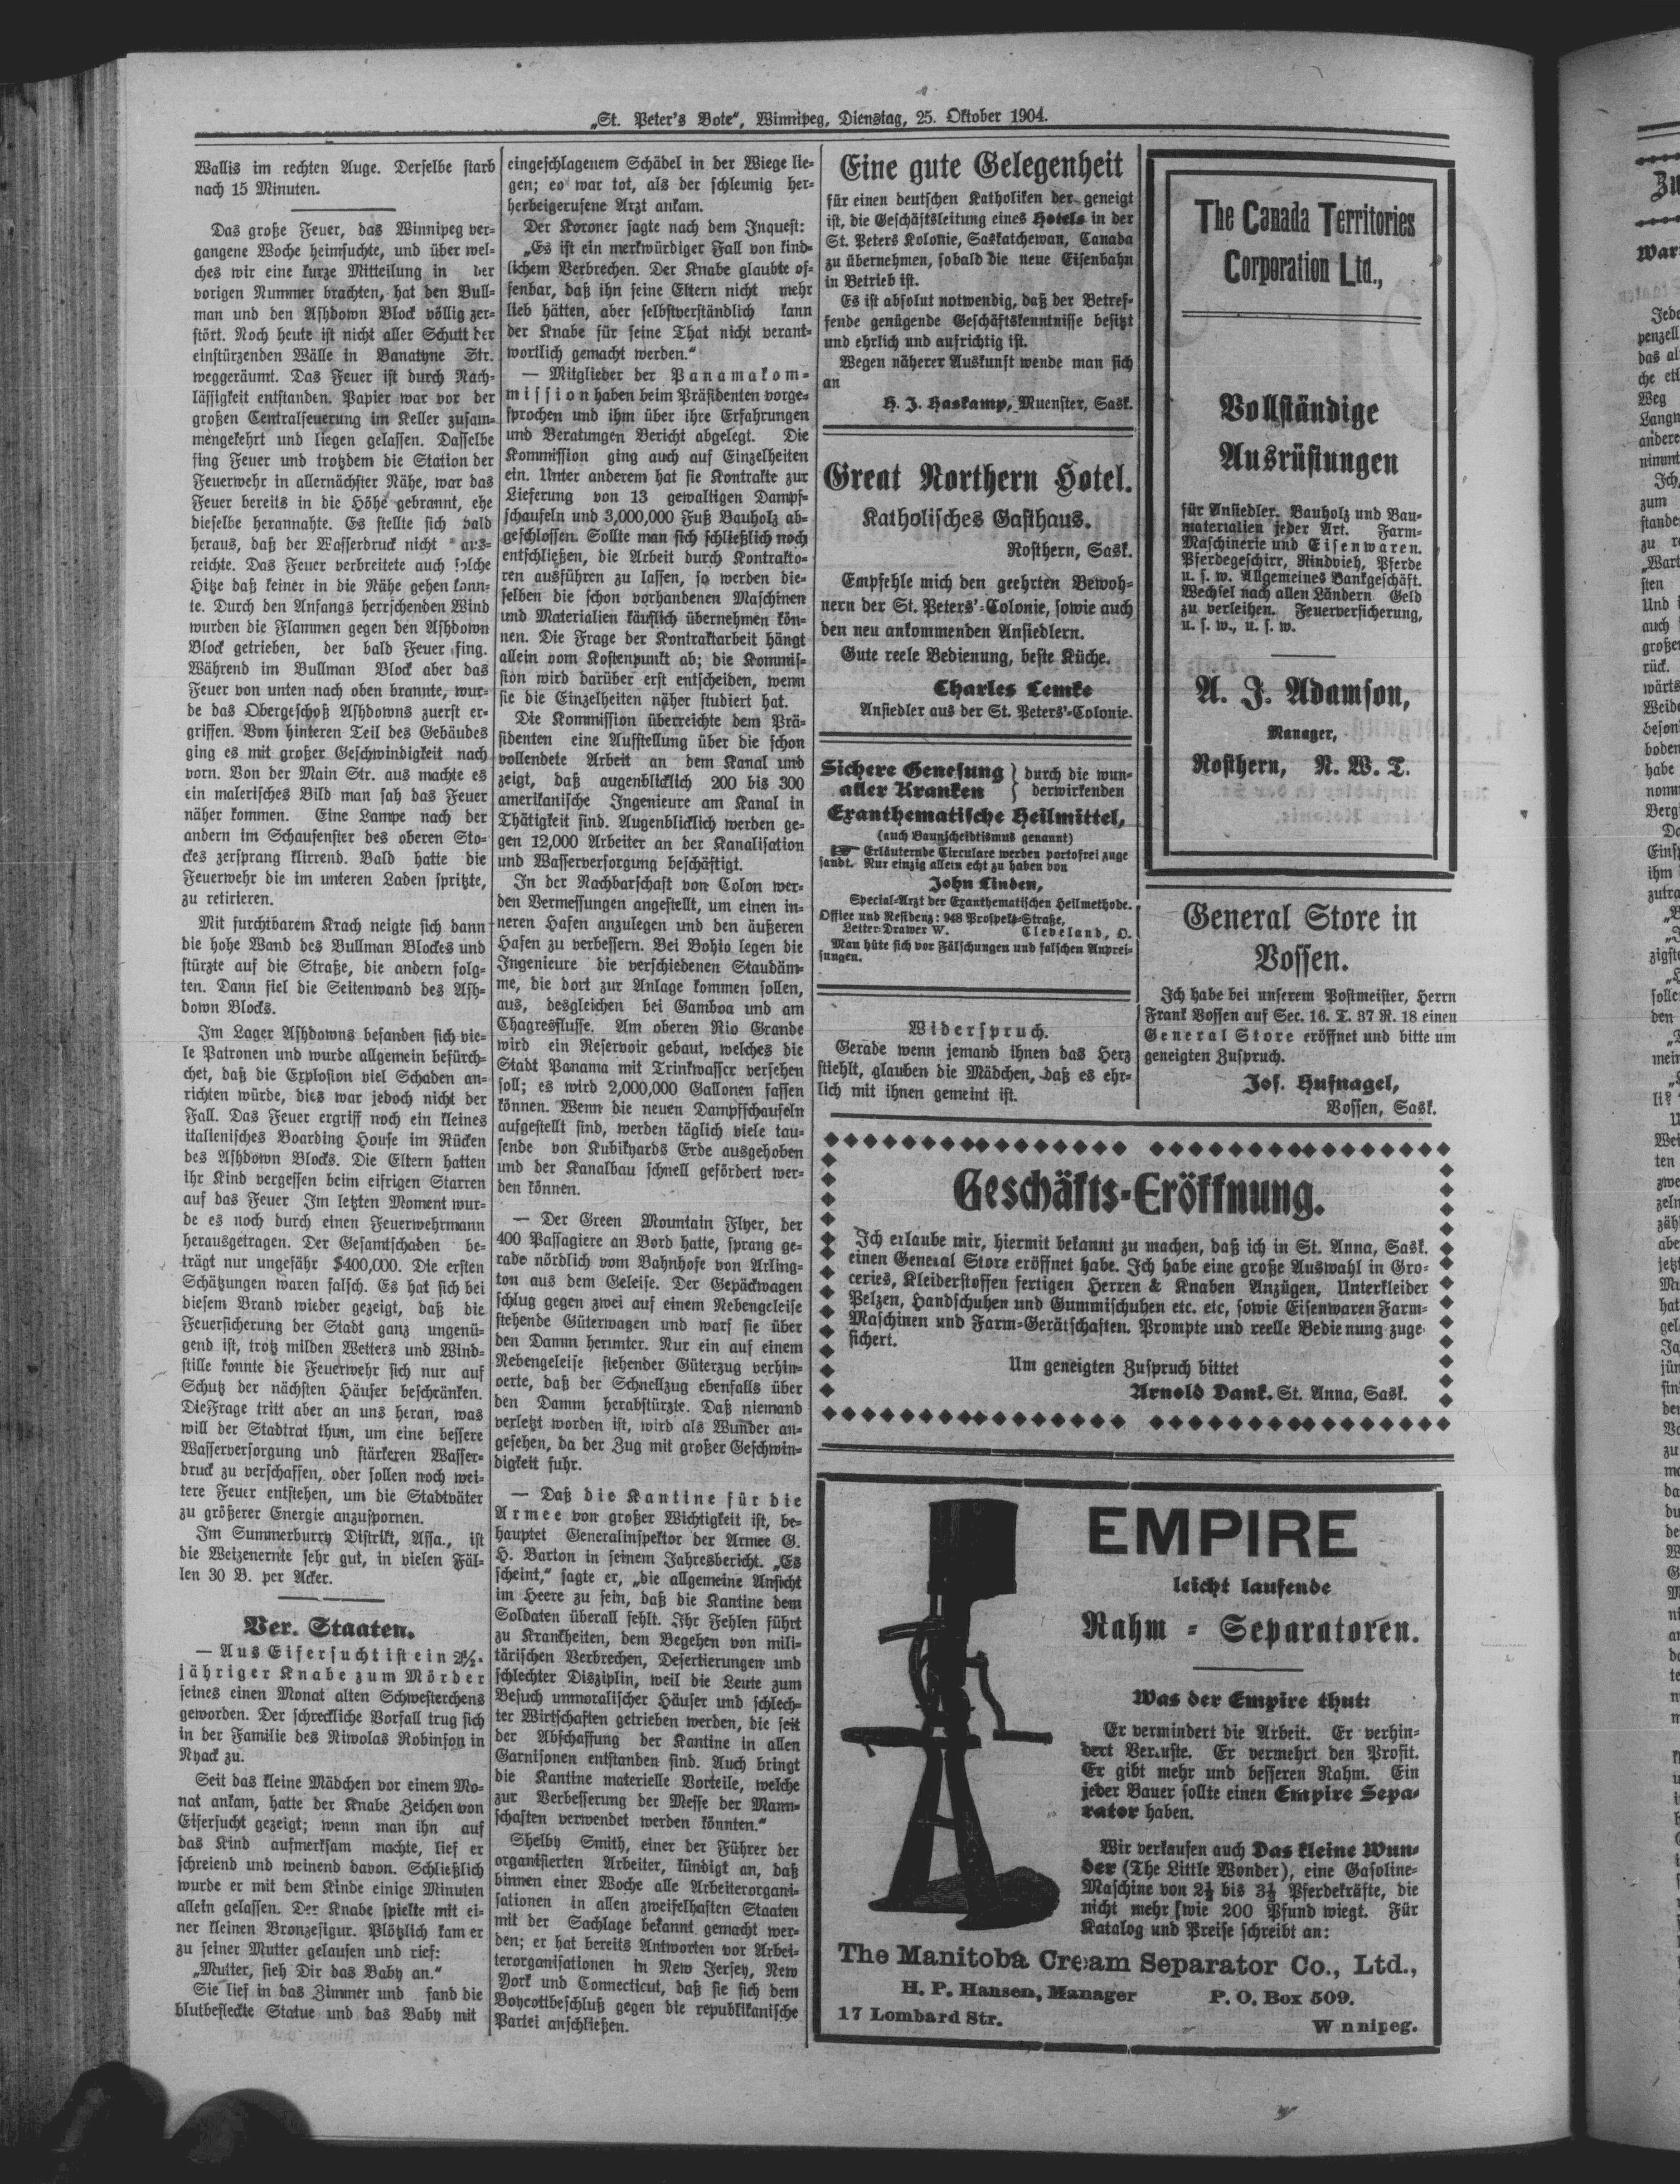 „St. Peter's Bote“, Winnipeg, Dienstag, 25. Oktober 1904.
Wallis im rechten Auge. Derselbe starb
nach 15 Minuten.
Das große Feuer, das Winnipeg ver-
gangene Woche heimsuchte, und über wel-
ches wir eine kurze Mitteilung in der
vorigen Nummer brachten, hat den Bull-
man und den Ashdown Block völlig zer-
stört. Noch heute ist nicht aller Schutt der
einstürzenden Wälle in Banatyne Str.
weggeräumt. Das Feuer ist durch Nach-
lässigkeit entstanden. Papier war vor der
großen Centralfeuerung im Keller zusam-
mengekehrt und liegen gelassen. Dasselbe
fing Feuer und trotzdem die Station der
Feuerwehr in allernächster Nähe, war das
Feuer bereits in die Höhe gebrannt, ehe
dieselbe herannahte. Es stellte sich bald
heraus, daß der Wasserdruck nicht aus-
reichte. Das Feuer verbreitete auch solche
Hitze daß keiner in die Nähe gehen konn-
te. Durch den Anfangs herrschenden Wind
wurden die Flammen gegen den Ashdown
Block getrieben, der bald Feuer fing.
Während im Bullman Block aber das
Feuer von unten nach oben brannte, wur-
de das Obergeschoß Ashdowns zuerst er-
griffen. Vom hinteren Teil des Gebäudes
ging es mit großer Geschwindigkeit nach
vorn. Von der Main Str. aus machte es
ein malerisches Bild man sah das Feuer
näher kommen. Eine Lampe nach der
andern im Schaufenster des oberen Sto-
ckes zersprang klirrend. Bald hatte die
Feuerwehr die im unteren Laden spritzte,
zu retirieren.
Mit furchtbarem Krach neigte sich dann
die hohe Wand des Bullman Blockes und
stürzte auf die Straße, die andern folg-
ten. Dann fiel die Seitenwand des Ash-
down Blocks.
Im Lager Ashdowns befanden sich vie-
le Patronen und wurde allgemein befürch-
chet, daß die Explosion viel Schaden an-
richten würde, dies war jedoch nicht der
Fall. Das Feuer ergriff noch ein kleines
italienisches Boarding House im Rücken
des Ashdown Blocks. Die Eltern hatten
ihr Kind vergessen beim eifrigen Starren
auf das Feuer Im letzten Moment wur-
de es noch durch einen Feuerwehrmann
herausgetragen. Der Gesamtschaden be-
trägt nur ungefähr $400,000. Die ersten
Schätzungen waren falsch. Es hat sich bei
diesem Brand wieder gezeigt, daß die
Feuersicherung der Stadt ganz ungenü-
gend ist, trotz milden Wetters und Wind-
stille konnte die Feuerwehr sich nur auf
Schutz der nächsten Häuser beschränken.
DieFrage tritt aber an uns heran, was
will der Stadtrat thun, um eine bessere
Wasserversorgung und stärkeren Wasser-
druck zu verschaffen, oder sollen noch wei-
tere Feuer entstehen, um die Stadtväter
zu größerer Energie anzuspornen.
Im Summerburry Distrikt, Assa., ist
die Weizenernte sehr gut, in vielen Fäl-
len 30 B. per Acker.
Ver. Staaten.
— Aus Eifersucht ist ein 2½-
jähriger Knabe zum Mörder
seines einen Monat alten Schwesterchens
geworden. Der schreckliche Vorfall trug sich
in der Familie des Niwolas Robinson in
Nyack zu.
Seit das kleine Mädchen vor einem Mo-
nat ankam, hatte der Knabe Zeichen von
Eifersucht gezeigt; wenn man ihn auf
das Kind aufmerksam machte, lief er
schreiend und weinend davon. Schließlich
wurde er mit dem Kinde einige Minuten
allein gelassen. Der Knabe spielte mit ei-
ner kleinen Bronzefigur. Plötzlich kam er
zu seiner Mutter gelaufen und rief:
„Mutter, sieh Dir das Baby an.“
Sie lief in das Zimmer und fand die
blutbefleckte Statue und das Baby mit
eingeschlagenem Schädel in der Wiege lie-
gen; eo war tot, als der schleunig her-
herbeigerufene Arzt ankam.
Der Koroner sagte nach dem Inquest:
„Es ist ein merkwürdiger Fall von kind-
lichem Verbrechen. Der Knabe glaubte of-
fenbar, daß ihn seine Eltern nicht mehr
lieb hätten, aber selbstverständlich kann
der Knabe für seine That nicht verant-
wortlich gemacht werden.“
— Mitglieder der Panamakom-
mission haben beim Präsidenten vorge-
sprochen und ihm über ihre Erfahrungen
und Beratungen Bericht abgelegt. Die
Kommission ging auch auf Einzelheiten
ein. Unter anderem hat sie Kontrakte zur
Lieferung von 13 gewaltigen Dampf-
schaufeln und 3,000,000 Fuß Bauholz ab-
geschlossen. Sollte man sich schließlich noch
entschließen, die Arbeit durch Kontrakto-
ren ausführen zu lassen, so werden die-
selben die schon vorhandenen Maschinen
und Materialien käuflich übernehmen kön-
nen. Die Frage der Kontraktarbeit hängt
allein vom Kostenpunkt ab; die Kommis-
sion wird darüber erst entscheiden, wenn
sie die Einzelheiten näher studiert hat.
Die Kommission überreichte dem Prä-
sidenten eine Aufstellung über die schon
vollendete Arbeit an dem Kanal und
zeigt, daß augenblicklich 200 bis 300
amerikanische Ingenieure am Kanal in
Thätigkeit sind. Augenblicklich werden ge-
gen 12,000 Arbeiter an der Kanalisation
und Wasserversorgung beschäftigt.
In der Nachbarschaft von Colon wer-
den Vermessungen angestellt, um einen in-
neren Hafen anzulegen und den äußeren
Hafen zu verbessern. Bei Bohio legen die
Ingenieure die verschiedenen Staudäm-
me, die dort zur Anlage kommen sollen,
aus, desgleichen bei Gamboa und am
Chagresflusse. Am oberen Rio Grande
wird ein Reservoir gebaut, welches die
Stadt Panama mit Trinkwasser versehen
soll; es wird 2,000,000 Gallonen fassen
können. Wenn die neuen Dampfschaufeln
aufgestellt sind, werden täglich viele tau-
sende von Kubikyards Erde ausgehoben
und der Kanalbau schnell gefördert wer-
den können.
— Der Green Mountain Flyer, der
400 Passagiere an Bord hatte, sprang ge-
rade nördlich vom Bahnhofe von Arling-
ton aus dem Geleise. Der Gepäckwagen
schlug gegen zwei auf einem Nebengeleise
stehende Güterwagen und warf sie über
den Damm herunter. Nur ein auf einem
Nebengeleise stehender Güterzug verhin-
oerte, daß der Schnellzug ebenfalls über
den Damm herabstürzte. Daß niemand
verletzt worden ist, wird als Wunder an-
gesehen, da der Zug mit großer Geschwin-
digkeit fuhr.
— Daß die Kantine für die
Armee von großer Wichtigkeit ist, be-
hauptet Generalinspektor der Armee G.
H. Barton in seinem Jahresbericht. „Es
scheint,“ sagte er, „die allgemeine Ansicht
im Heere zu sein, daß die Kantine dem
Soldaten überall fehlt. Ihr Fehlen führt
zu Krankheiten, dem Begehen von mili-
tärischen Verbrechen, Desertierungen und
schlechter Disziplin, weil die Leute zum
Besuch unmoralischer Häuser und schlech-
ter Wirtschaften getrieben werden, die seit
der Abschaffung der Kantine in allen
Garnisonen entstanden sind. Auch bringt
die Kantine materielle Vorteile, welche
zur Verbesserung der Messe der Mann-
schaften verwendet werden könnten.“
Shelby Smith, einer der Führer der
organisierten Arbeiter, kündigt an, daß
binnen einer Woche alle Arbeiterorgani-
sationen in allen zweifelhaften Staaten
mit der Sachlage bekannt gemacht wer-
den; er hat bereits Antworten vor Arbei-
terorganisationen in New Jersey, New
York und Connecticut, daß sie sich dem
Boycottbeschluß gegen die republikanische
Partei anschließen.
Eine gute Gelegenheit
für einen deutschen Katholiken der geneigt
ist, die Geschäftsleitung eines Hotels in der
St. Peters Kolonie, Saskatchewan, Canada
zu übernehmen, sobald die neue Eisenbahn
in Betrieb ist.
Es ist absolut notwendig, daß der Betref-
fende genügende Geschäftskenntnisse besitzt
und ehrlich und aufrichtig ist.
Wegen näherer Auskunft wende man sich
an
H. J. Haskamp, Muenster, Sask.
Great Northern Hotel.
Katholisches Gasthaus.
Rosthern, Sask.
Empfehle mich den geehrten Bewoh-
nern der St. Peters'-Colonie, sowie auch
den neu ankommenden Ansiedlern.
Gute reele Bedienung, beste Küche.
Charles Lemke
Ansiedler aus der St. Peters'-Colonie.
Sichere Genesung } durch die wun-
aller Kranken } derwirkenden
Exanthematische Heilmittel,
(auch Baunscheidtismus genannt)
☞ Erläuternde Circulare werden portofrei zuge
sandt. Nur einzig allein echt zu haben von
John Linden,
Special-Arzt der Exanthematischen Heilmethode.
Office und Residenz: 948 Prospekt-Straße,
Letter-Drawer W. Cleveland, O.
Man hüte sich vor Fälschungen und falschen Anprei-
sungen.
Widerspruch.
Gerade wenn jemand ihnen das Herz
stiehlt, glauben die Mädchen, daß es ehr-
lich mit ihnen gemeint ist.
The Canada Territories
Corporation Ltd.,
Vollständige
Ausrüstungen
für Ansiedler. Bauholz und Bau-
materialien jeder Art. Farm-
Maschinerie und Eisenwaren.
Pferdegeschirr, Rindvieh, Pferde
u. s. w. Allgemeines Bankgeschäft.
Wechsel nach allen Ländern Geld
zu verleihen. Feuerversicherung,
u. s. w., u. s. w.
A. J. Adamson,
Manager,
Rosthern, N. W. T.
General Store in
Vossen.
Ich habe bei unserem Postmeister, Herrn
Frank Vossen auf Sec. 16. T. 37 R. 18 einen
General Store eröffnet und bitte um
geneigten Zuspruch.
Jos. Hufnagel,
Vossen, Sask.
Geschäfts-Eröffnung.
Ich erlaube mir, hiermit bekannt zu machen, daß ich in St. Anna, Sask.
einen General Store eröffnet habe. Ich habe eine große Auswahl in Gro-
ceries, Kleiderstoffen fertigen Herren & Knaben Anzügen, Unterkleider
Pelzen, Handschuhen und Gummischuhen etc. etc, sowie Eisenwaren Farm-
Maschinen und Farm-Gerätschaften. Prompte und reelle Bedienung zuge-
sichert.
Um geneigten Zuspruch bittet
Arnold Dank. St. Anna, Sask.
EMPIRE
leicht laufende
Rahm - Separatoren.
Was der Empire thut:
Er vermindert die Arbeit. Er verhin-
dert Verluste. Er vermehrt den Profit.
Er gibt mehr und besseren Rahm. Ein
jeder Bauer sollte einen Empire Sepa-
rator haben.
Wir verkaufen auch Das kleine Wun-
der (The Little Wonder), eine Gasoline-
Maschine von 2½ bis 3½ Pferdekräfte, die
nicht mehr wie 200 Pfund wiegt. Für
Katalog und Preise schreibt an:
The Manitoba Cream Separator Co., Ltd.,
H. P. Hansen, Manager P. O. Box 509.
17 Lombard Str. W nnipeg.